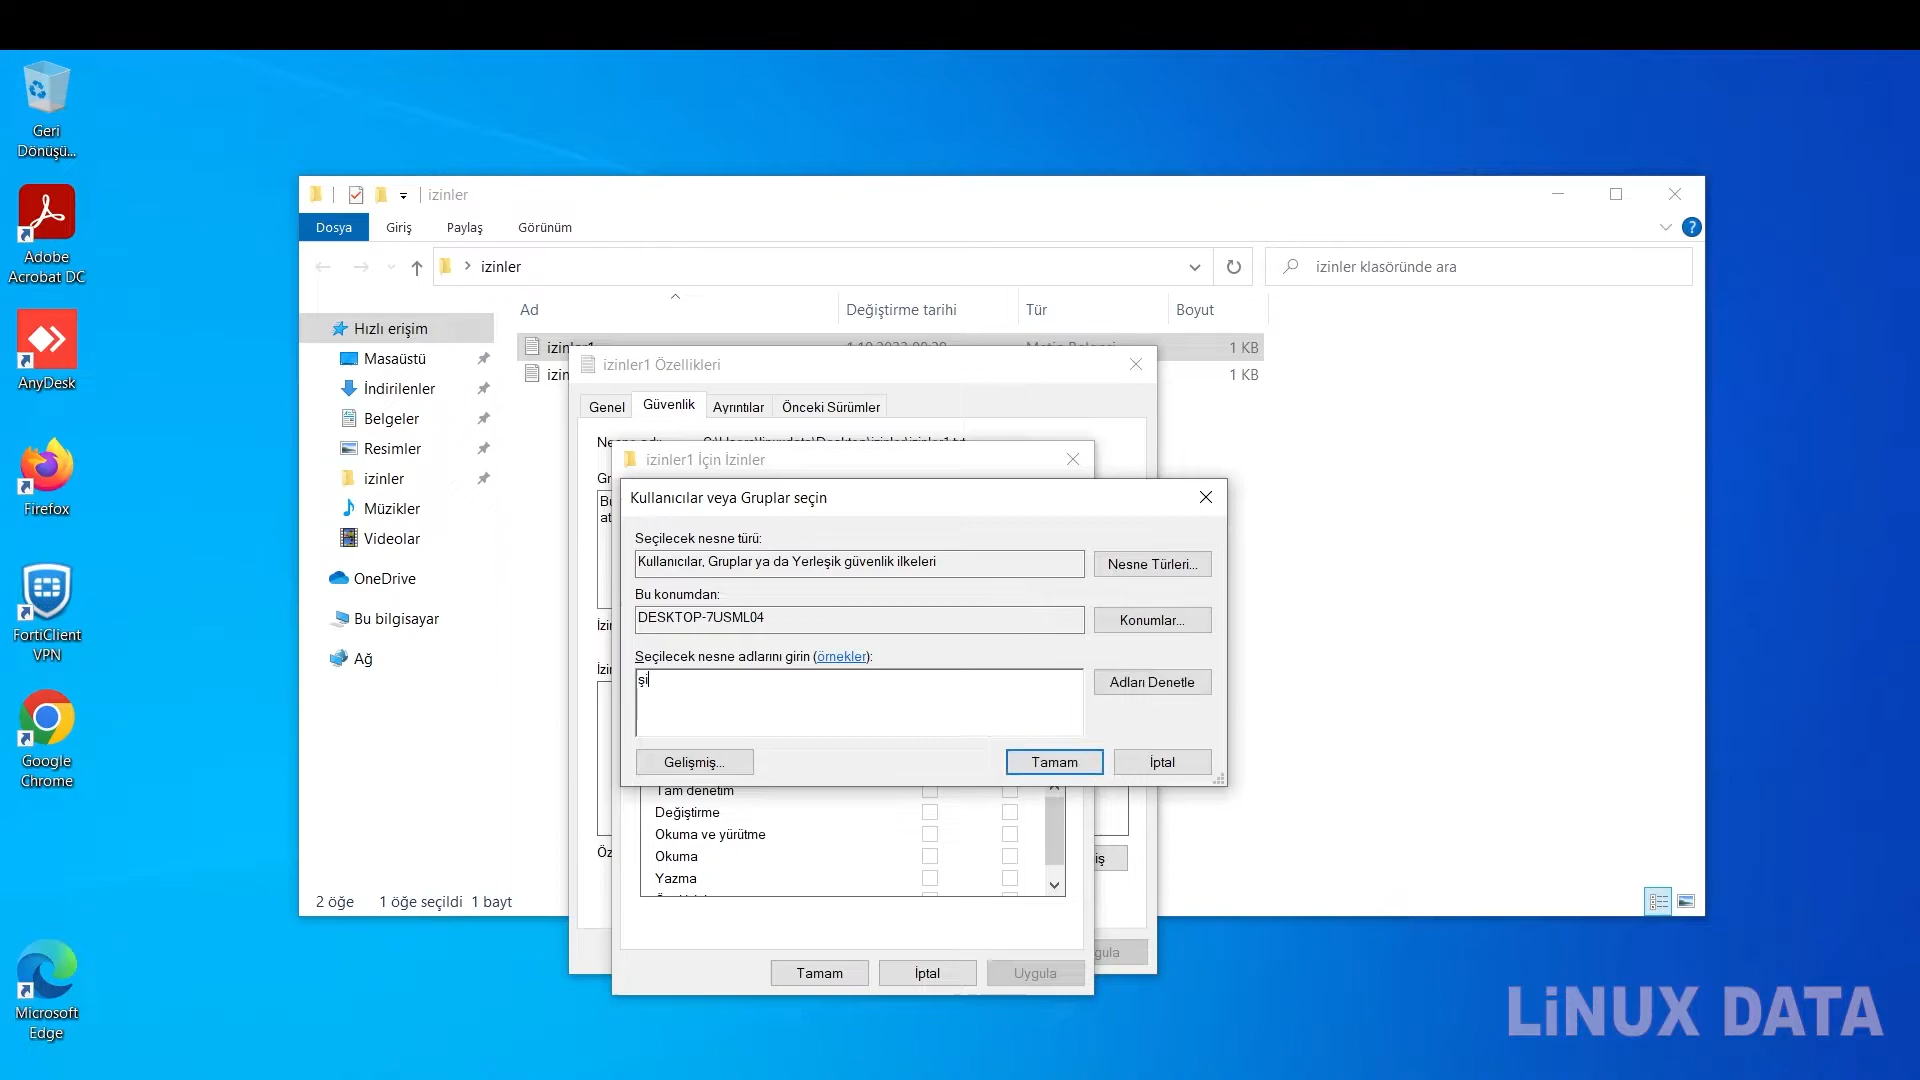 Geri
Dönüşü...
Adobe
Acrobat DC
AnyDesk
Firefox
FortiClient
VPN
Google
Chrome
Microsoft
Edge
izinler
Dosya
Giriş
Paylaş
Görünüm
izinler
izinler klasöründe ara
Ad
Değiştirme tarihi
Tür
Boyut
Hızlı erişim
Masaüstü
İndirilenler
Belgeler
Resimler
izinler
Müzikler
Videolar
OneDrive
Bu bilgisayar
Ağ
1 KB
1 KB
2 öğe 1 öğe seçildi 1 bayt
izinler1 Özellikleri
Genel
Güvenlik
Ayrıntılar
Önceki Sürümler
izinler1 İçin İzinler
Kullanıcılar veya Gruplar seçin
Seçilecek nesne türü:
Kullanıcılar, Gruplar ya da Yerleşik güvenlik ilkeleri
Nesne Türleri...
Bu konumdan:
DESKTOP-7USML04
Konumlar...
Seçilecek nesne adlarını girin (örnekler):
şi
Adları Denetle
Gelişmiş...
Tamam
İptal
Tam denetim
Değiştirme
Okuma ve yürütme
Okuma
Yazma
Tamam
İptal
Uygula
LiNUX DATA